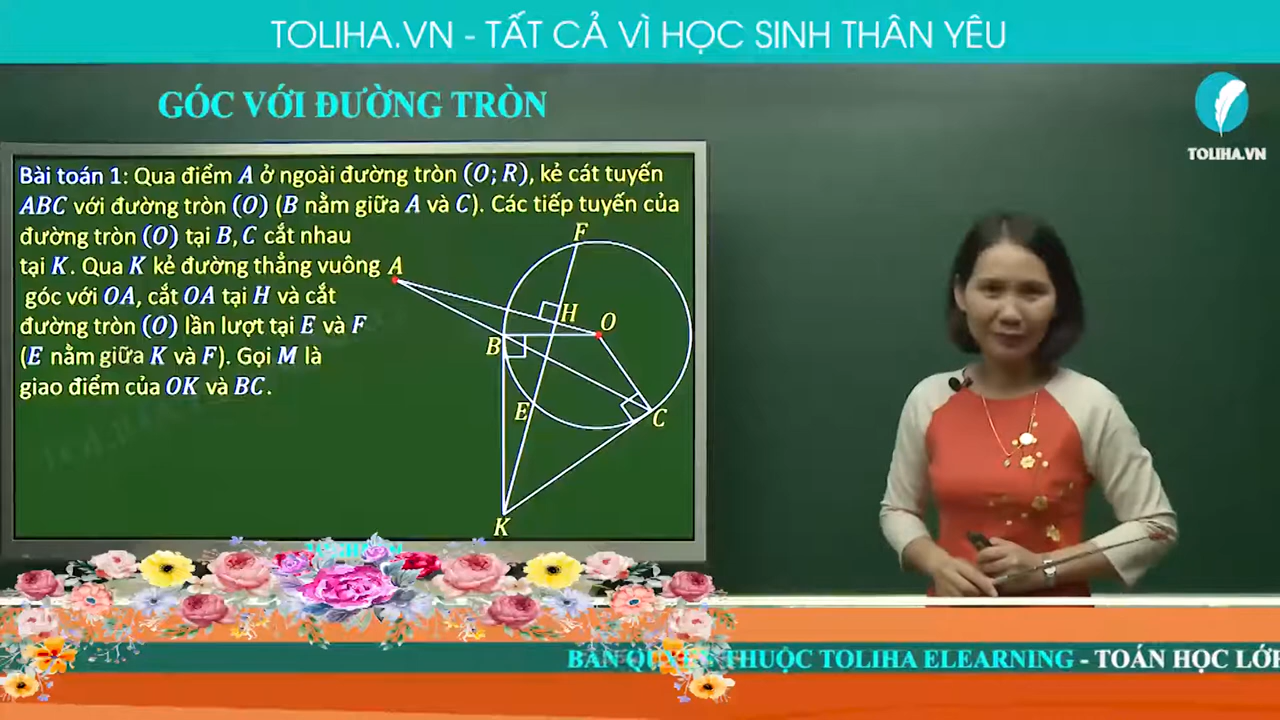 TOLIHA.VN - TẤT CẢ VÌ HỌC SINH THÂN YÊU
GÓC VỚI ĐƯỜNG TRÒN
TOLIHA.VN
Bài toán 1: Qua điểm A ở ngoài đường tròn (O; R), kẻ cát tuyến
ABC với đường tròn (O) (B nằm giữa A và C). Các tiếp tuyến của
đường tròn (O) tại B, C cắt nhau
tại K. Qua K kẻ đường thẳng vuông
góc với OA, cắt OA tại H và cắt
đường tròn (O) lần lượt tại E và F
(E nằm giữa K và F). Gọi M là
giao điểm của OK và BC.
F
A
H
O
B
E
C
K
BẢN QUYỀN THUỘC TOLIHA ELEARNING - TOÁN HỌC LỚP